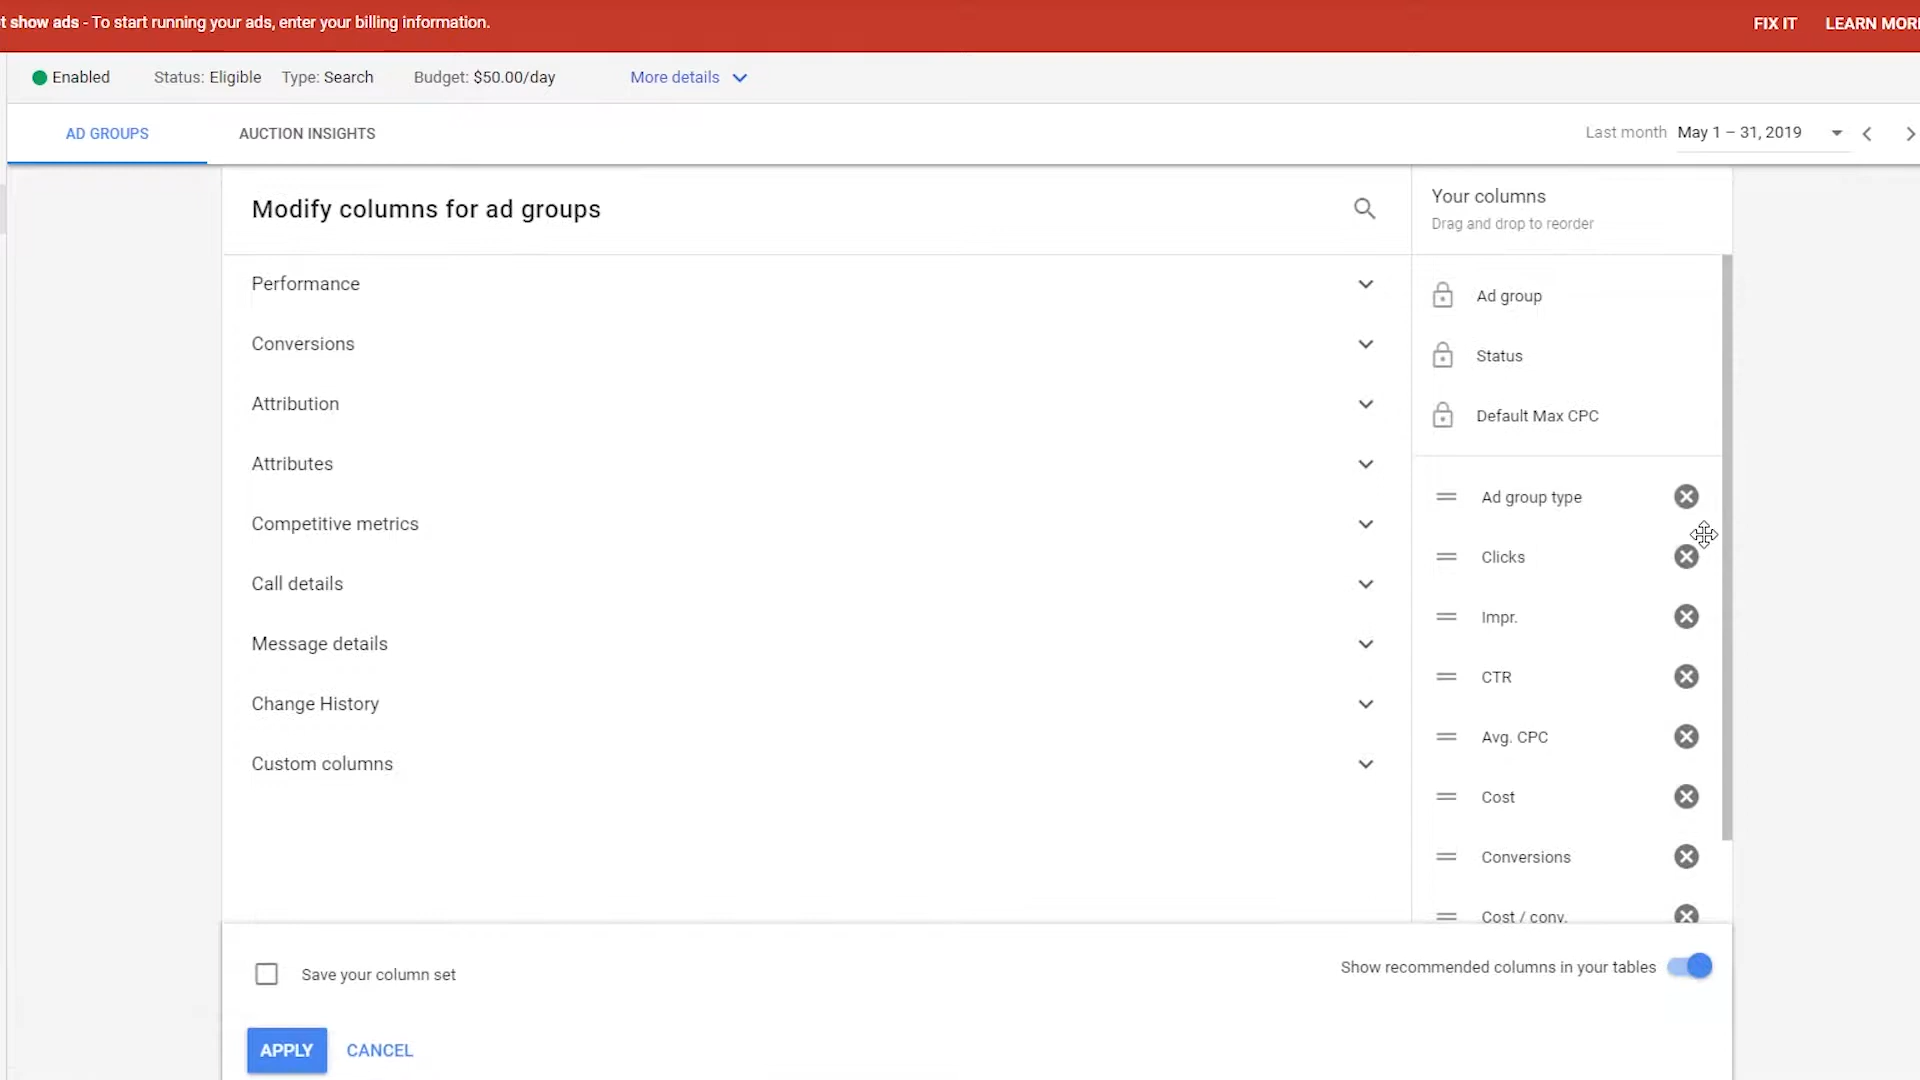 t show ads - To start running your ads, enter your billing information.
FIX IT
LEARN MOR
Enabled
Status: Eligible
Type: Search
Budget: $50.00/day
More details
AD GROUPS
AUCTION INSIGHTS
Last month
May 1 – 31, 2019
Modify columns for ad groups
Your columns
Drag and drop to reorder
Performance
Conversions
Attribution
Attributes
Competitive metrics
Call details
Message details
Change History
Custom columns
Ad group
Status
Default Max CPC
Ad group type
Clicks
Impr.
CTR
Avg. CPC
Cost
Conversions
Cost / conv.
Save your column set
Show recommended columns in your tables
APPLY
CANCEL